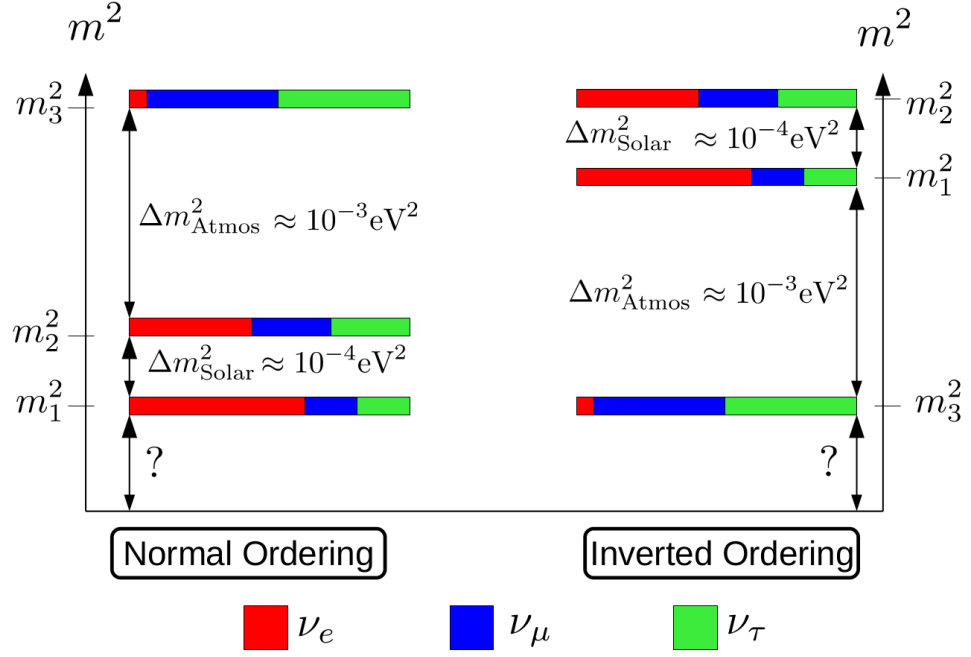 m²
m²
m₃²
m₂²
Δm²_Solar ≈ 10⁻⁴eV²
m₁²
Δm²_Atmos ≈ 10⁻³eV²
Δm²_Atmos ≈ 10⁻³eV²
m₂²
Δm²_Solar ≈ 10⁻⁴eV²
m₁²
m₃²
?
?
Normal Ordering
Inverted Ordering
νₑ
ν_μ
ν_τ